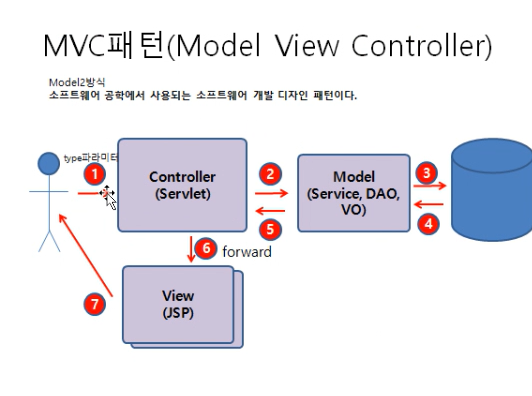 MVC패턴(Model View Controller)
Model2방식
소프트웨어 공학에서 사용되는 소프트웨어 개발 디자인 패턴이다.
type파라미터
1
Controller
(Servlet)
2
5
Model
(Service, DAO,
VO)
3
4
6
forward
View
(JSP)
7